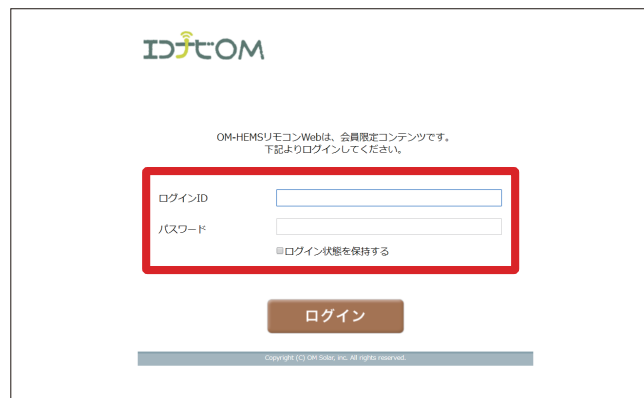 エコナビOM
OM-HEMSリモコンWebは、会員限定コンテンツです。
下記よりログインしてください。
ログインID
パスワード
ログイン状態を保持する
ログイン
Copyright (C) OM Solar, inc. All rights reserved.